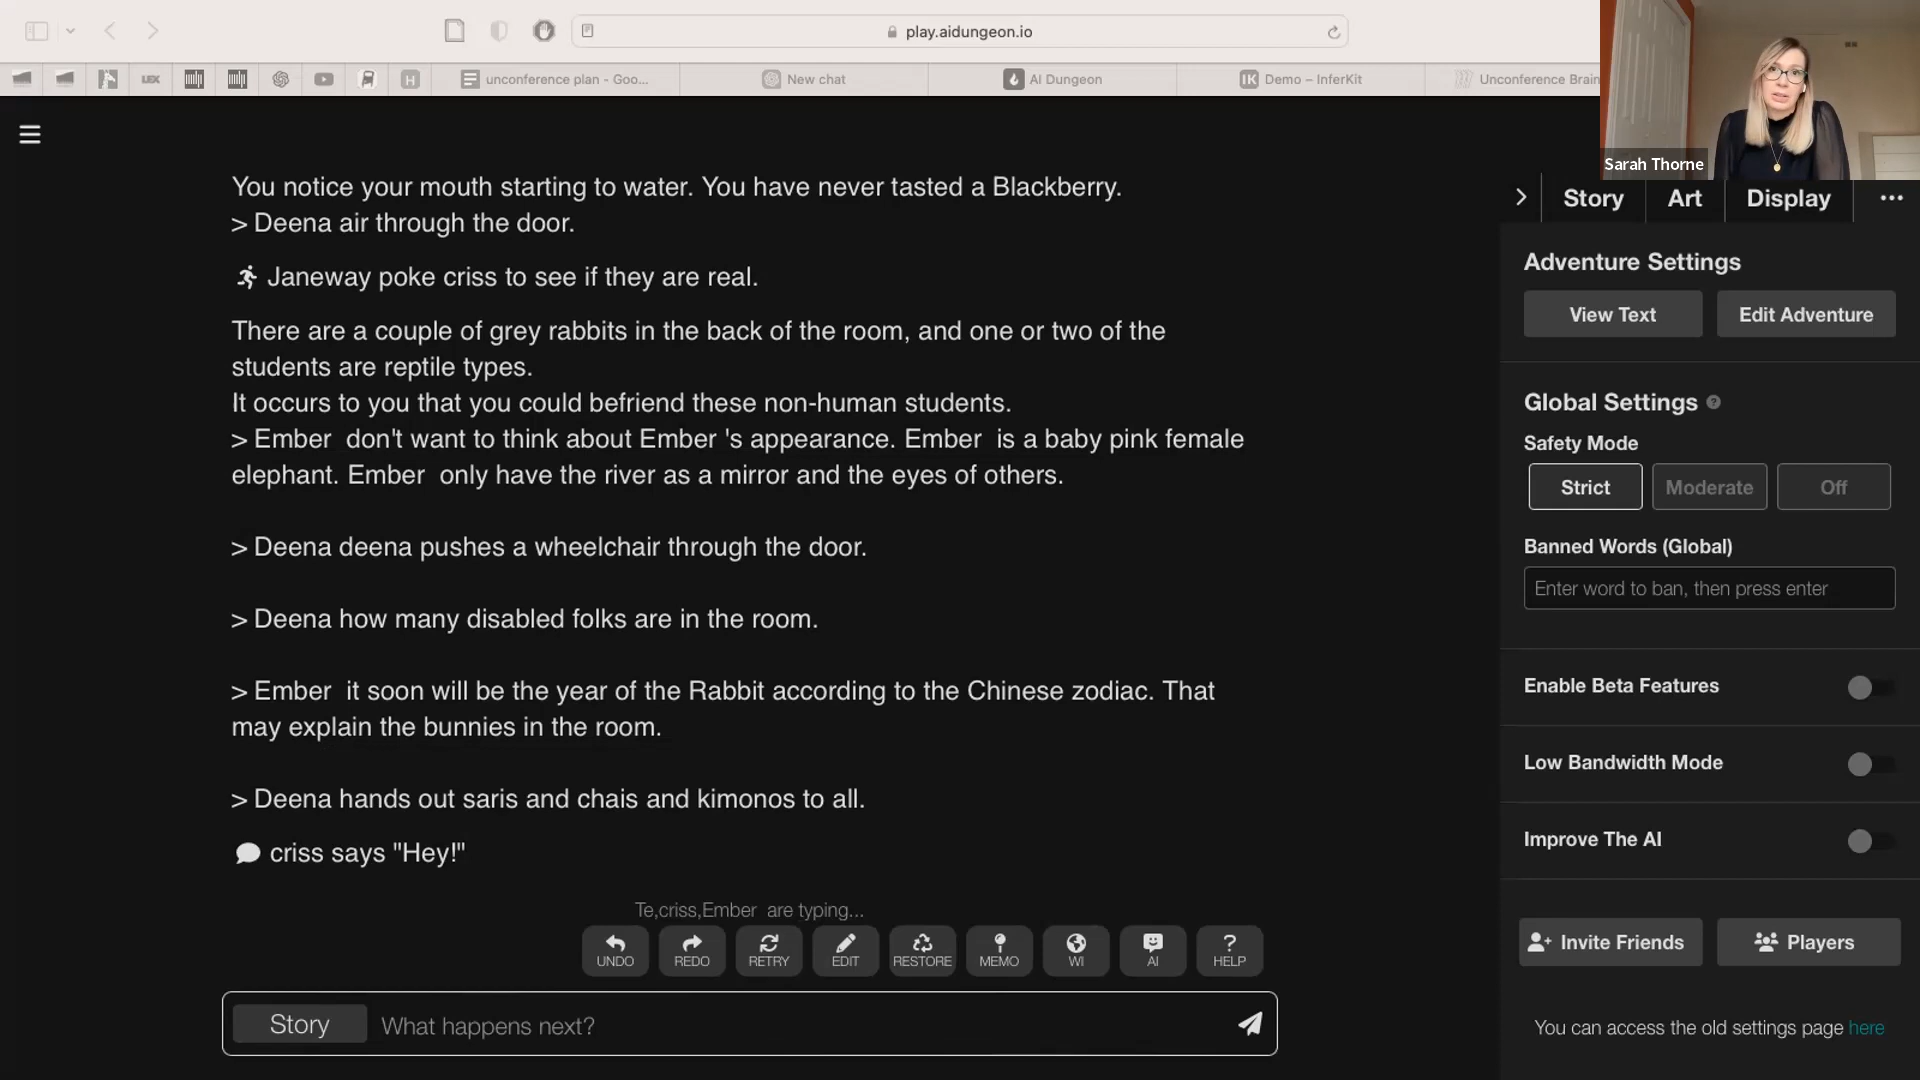 play.aidungeon.io
LEX
H
unconference plan - Goo...
New chat
AI Dungeon
IK Demo – InferKit
Unconference Brain
Sarah Thorne
You notice your mouth starting to water. You have never tasted a Blackberry.
> Deena air through the door.
Janeway poke criss to see if they are real.
There are a couple of grey rabbits in the back of the room, and one or two of the
students are reptile types.
It occurs to you that you could befriend these non-human students.
> Ember  don't want to think about Ember 's appearance. Ember  is a baby pink female
elephant. Ember  only have the river as a mirror and the eyes of others.
> Deena deena pushes a wheelchair through the door.
> Deena how many disabled folks are in the room.
> Ember  it soon will be the year of the Rabbit according to the Chinese zodiac. That
may explain the bunnies in the room.
> Deena hands out saris and chais and kimonos to all.
criss says "Hey!"
Te,criss,Ember  are typing...
UNDO REDO RETRY EDIT RESTORE MEMO WI AI ? HELP
Story What happens next?
Story Art Display ...
Adventure Settings
View Text Edit Adventure
Global Settings ?
Safety Mode
Strict Moderate Off
Banned Words (Global)
Enter word to ban, then press enter
Enable Beta Features
Low Bandwidth Mode
Improve The AI
Invite Friends Players
You can access the old settings page here